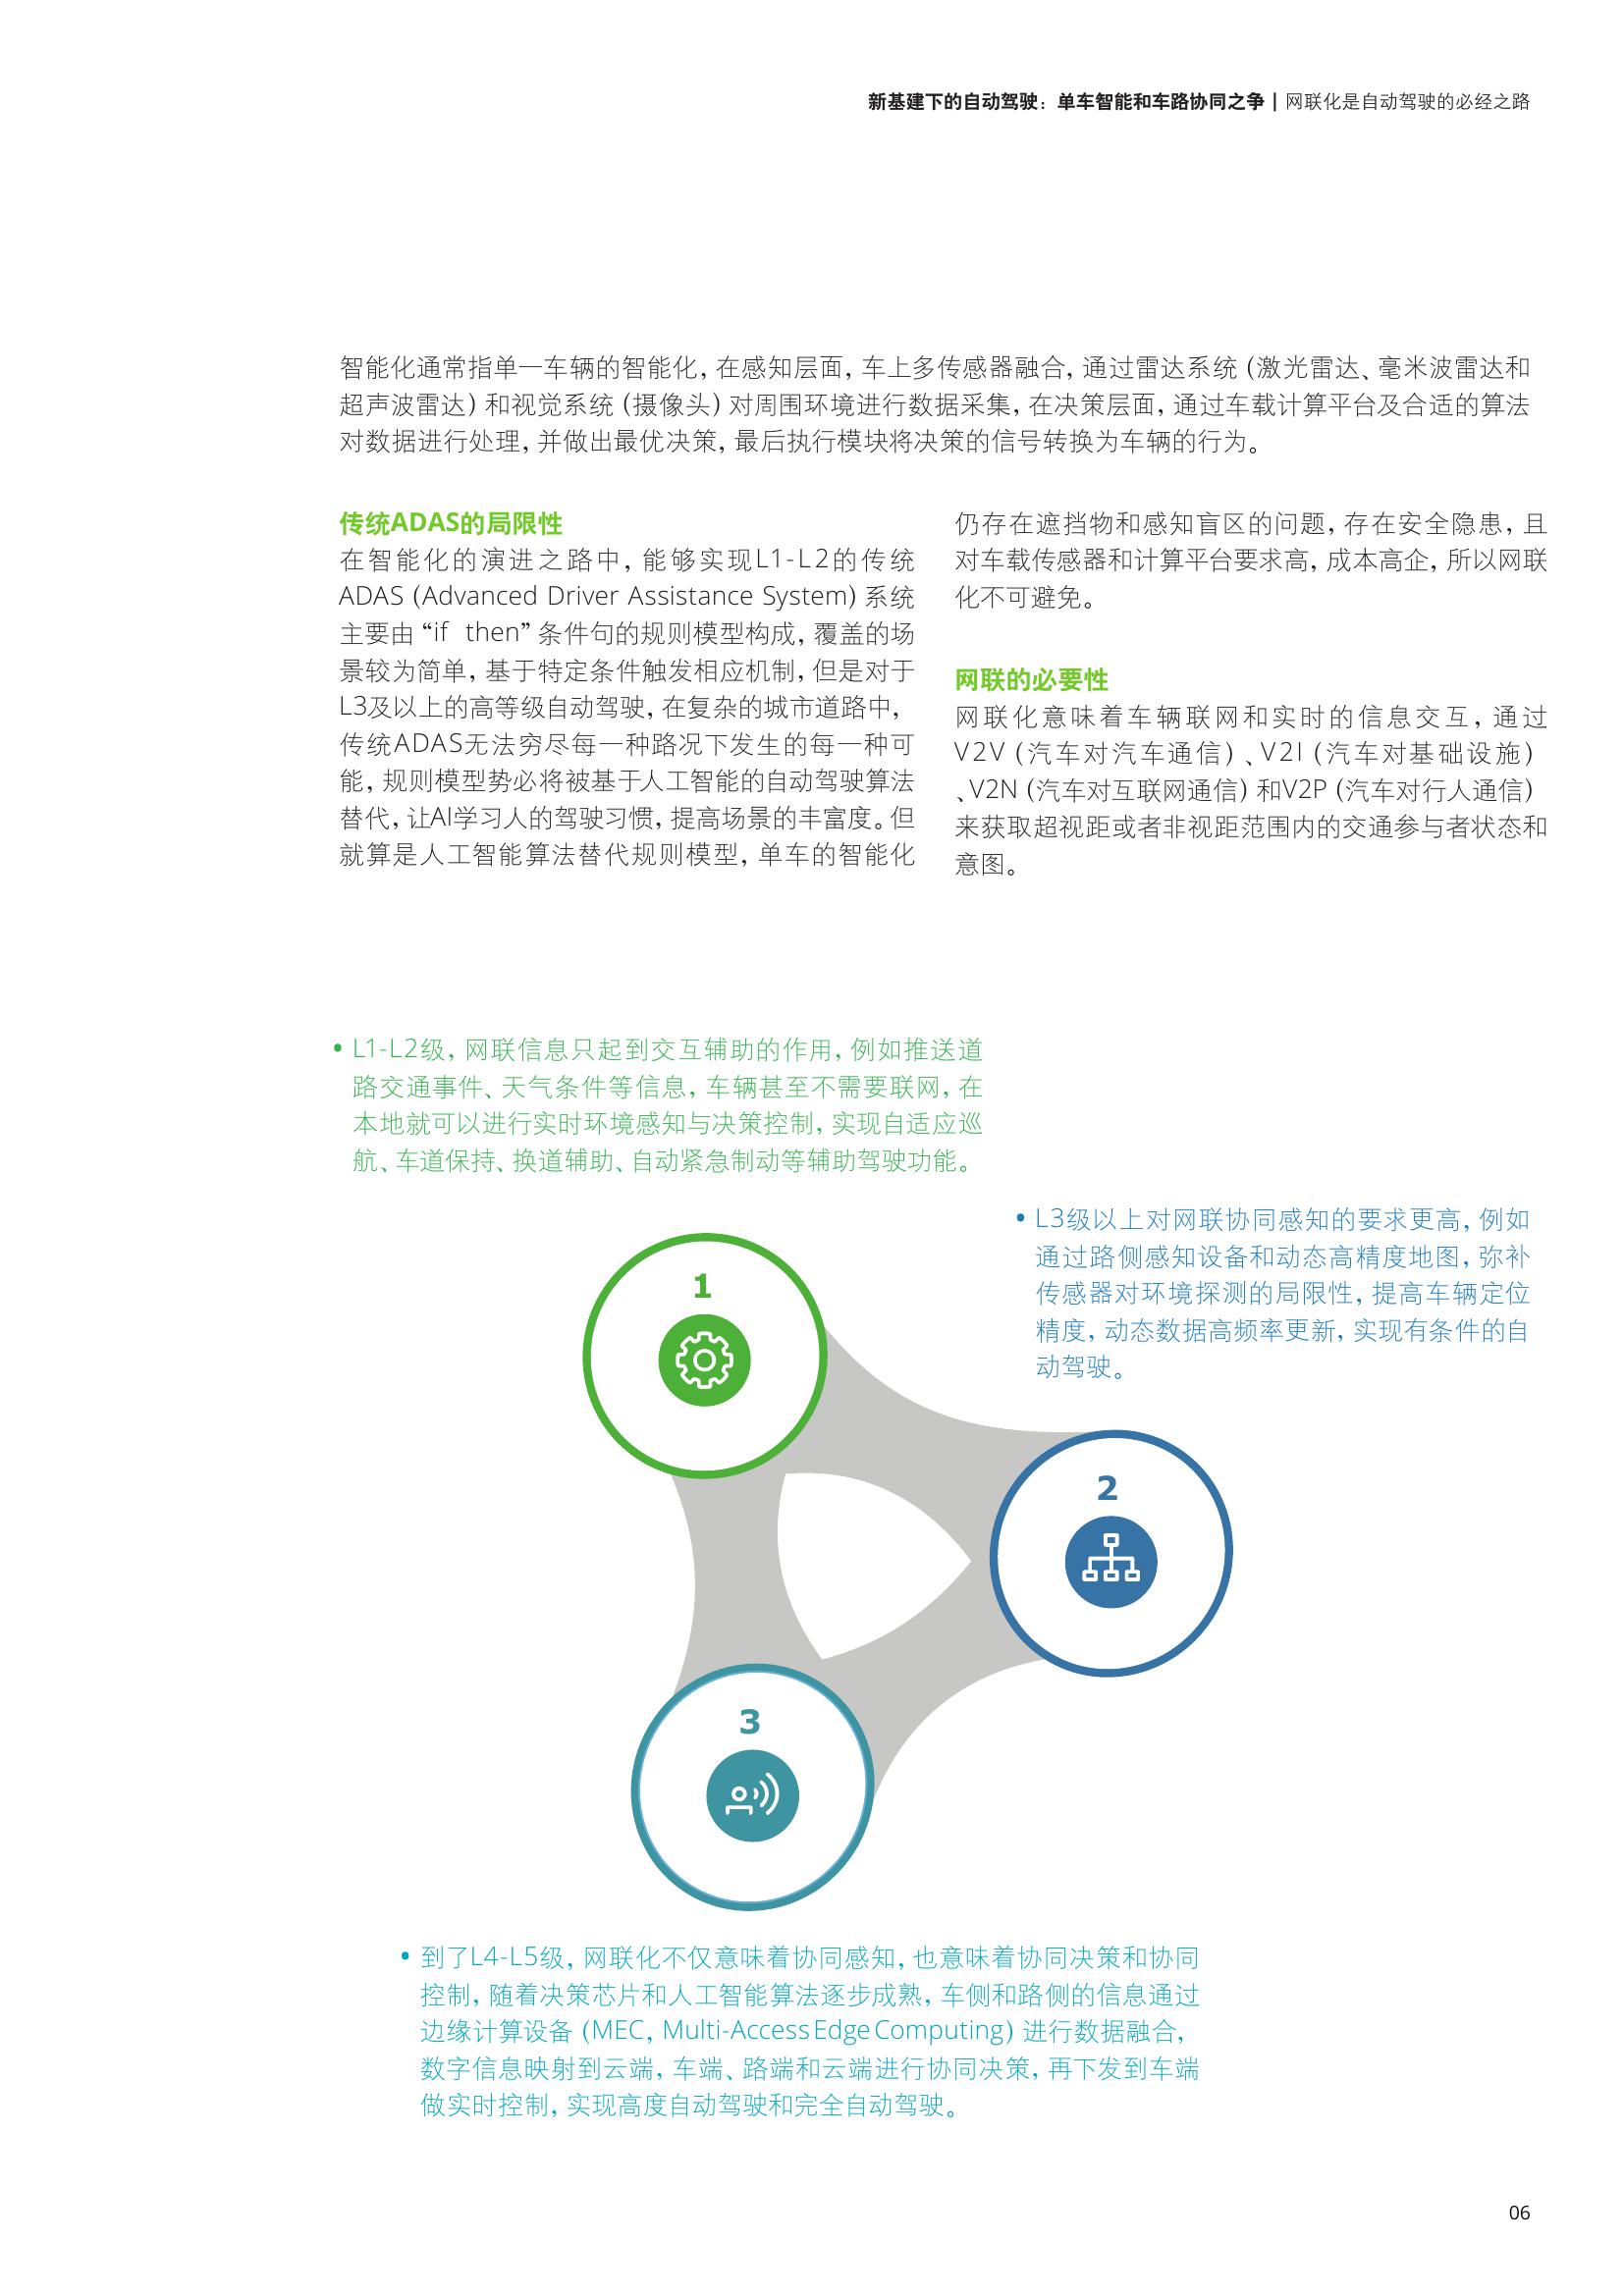 新基建下的自动驾驶：单车智能和车路协同之争 | 网联化是自动驾驶的必经之路
智能化通常指单一车辆的智能化，在感知层面，车上多传感器融合，通过雷达系统（激光雷达、毫米波雷达和
超声波雷达）和视觉系统（摄像头）对周围环境进行数据采集，在决策层面，通过车载计算平台及合适的算法
对数据进行处理，并做出最优决策，最后执行模块将决策的信号转换为车辆的行为。
传统ADAS的局限性
在智能化的演进之路中，能够实现L1-L2的传统
ADAS（Advanced Driver Assistance System）系统
主要由“if then”条件句的规则模型构成，覆盖的场
景较为简单，基于特定条件触发相应机制，但是对于
L3及以上的高等级自动驾驶，在复杂的城市道路中，
传统ADAS无法穷尽每一种路况下发生的每一种可
能，规则模型势必将被基于人工智能的自动驾驶算法
替代，让AI学习人的驾驶习惯，提高场景的丰富度。但
就算是人工智能算法替代规则模型，单车的智能化
仍存在遮挡物和感知盲区的问题，存在安全隐患，且
对车载传感器和计算平台要求高，成本高企，所以网联
化不可避免。
网联的必要性
网联化意味着车辆联网和实时的信息交互，通过
V2V（汽车对汽车通信）、V2I（汽车对基础设施）
、V2N（汽车对互联网通信）和V2P（汽车对行人通信）
来获取超视距或者非视距范围内的交通参与者状态和
意图。
• L1-L2级，网联信息只起到交互辅助的作用，例如推送道
路交通事件、天气条件等信息，车辆甚至不需要联网，在
本地就可以进行实时环境感知与决策控制，实现自适应巡
航、车道保持、换道辅助、自动紧急制动等辅助驾驶功能。
• L3级以上对网联协同感知的要求更高，例如
通过路侧感知设备和动态高精度地图，弥补
传感器对环境探测的局限性，提高车辆定位
精度，动态数据高频率更新，实现有条件的自
动驾驶。
1
2
3
• 到了L4-L5级，网联化不仅意味着协同感知，也意味着协同决策和协同
控制，随着决策芯片和人工智能算法逐步成熟，车侧和路侧的信息通过
边缘计算设备（MEC，Multi-Access Edge Computing）进行数据融合，
数字信息映射到云端，车端、路端和云端进行协同决策，再下发到车端
做实时控制，实现高度自动驾驶和完全自动驾驶。
06